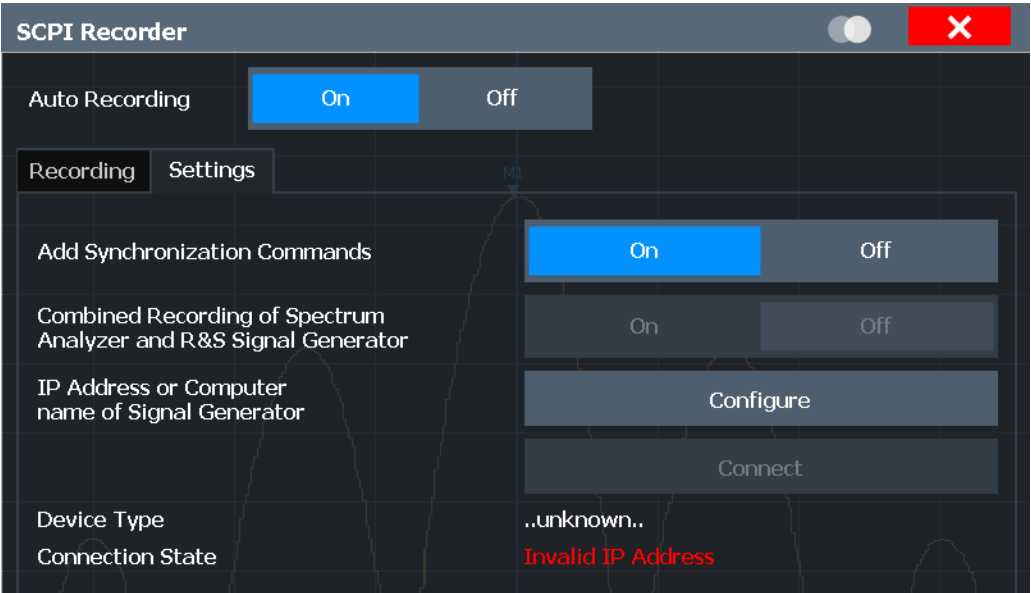 SCPI Recorder
Auto Recording On Off
Recording Settings
M1
Add Synchronization Commands On Off
Combined Recording of Spectrum
Analyzer and R&S Signal Generator On Off
IP Address or Computer
name of Signal Generator Configure
Connect
Device Type ..unknown..
Connection State Invalid IP Address